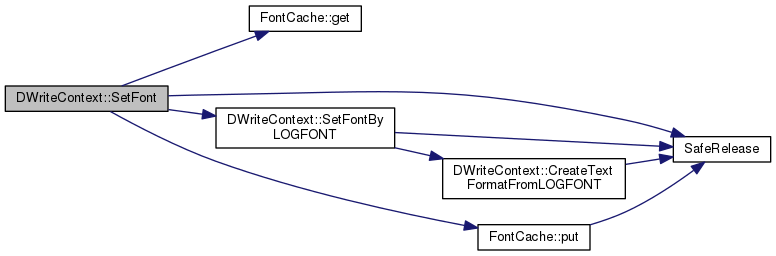 FontCache::get
DWriteContext::SetFont
DWriteContext::SetFontBy
LOGFONT
SafeRelease
DWriteContext::CreateText
FormatFromLOGFONT
FontCache::put